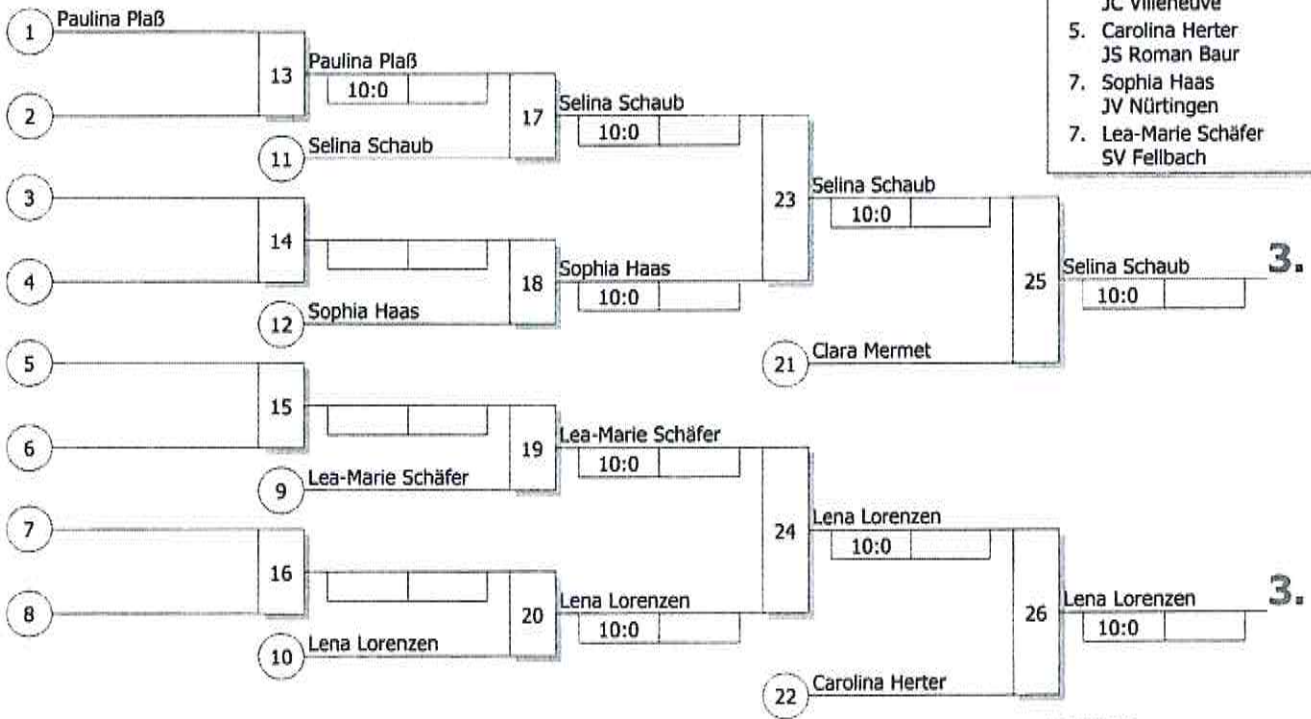 JC Villeneuve
5. Carolina Herter
JS Roman Baur
7. Sophia Haas
JV Nürtingen
7. Lea-Marie Schäfer
SV Fellbach
1 Paulina Plaß
13 Paulina Plaß
10:0
2
17 Selina Schaub
10:0
11 Selina Schaub
3
23 Selina Schaub
10:0
14
4
18 Sophia Haas
10:0
12 Sophia Haas
25 Selina Schaub 3.
10:0
5
21 Clara Mermet
15
6
19 Lea-Marie Schäfer
10:0
9 Lea-Marie Schäfer
7
24 Lena Lorenzen
10:0
16
8
20 Lena Lorenzen
10:0
26 Lena Lorenzen 3.
10:0
10 Lena Lorenzen
22 Carolina Herter